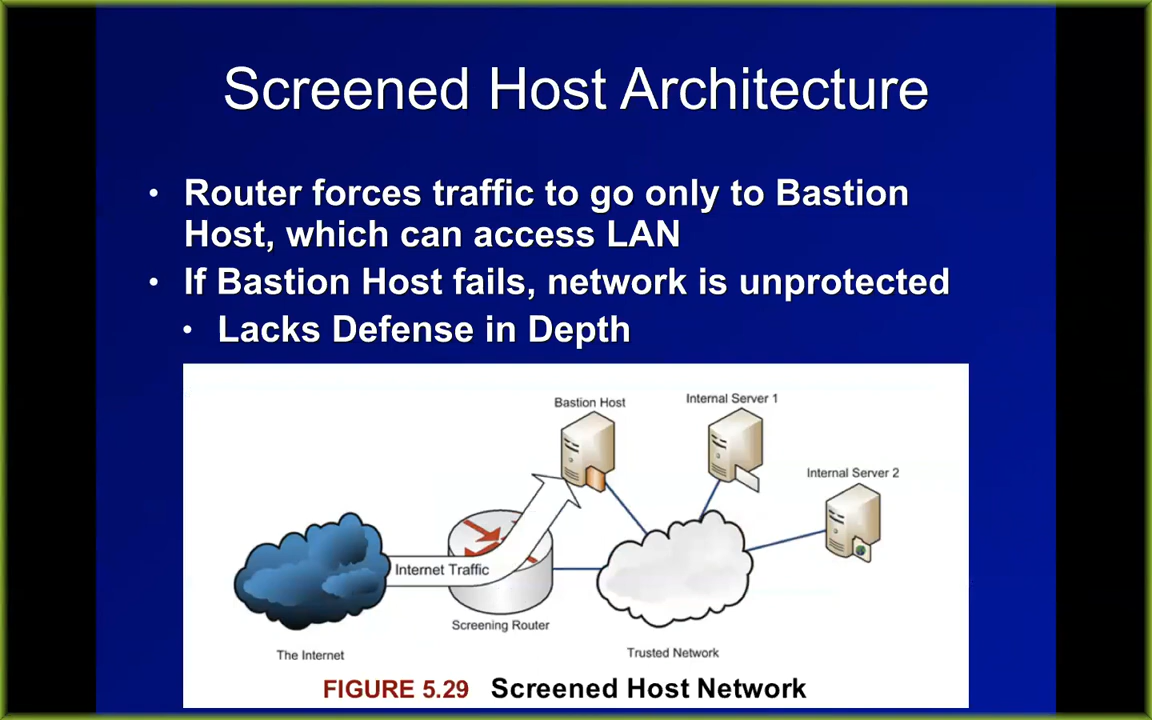 Screened Host Architecture
• Router forces traffic to go only to Bastion
Host, which can access LAN
• If Bastion Host fails, network is unprotected
• Lacks Defense in Depth
Bastion Host
Internal Server 1
Internal Server 2
Internet Traffic
Screening Router
The Internet
Trusted Network
FIGURE 5.29 Screened Host Network